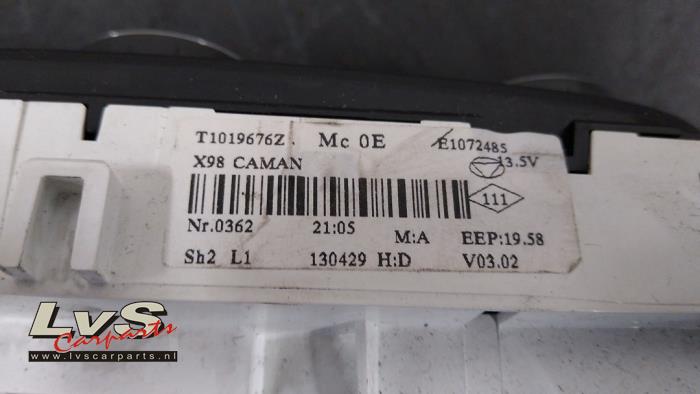 T1019676Z Mc 0E E1072485
X98 CAMAN 13.5V
111
Nr.0362 21:05 M:A EEP:19.58
Sh2 L1 130429 H:D V03.02
LvS
Carparts
www.lvscarparts.nl